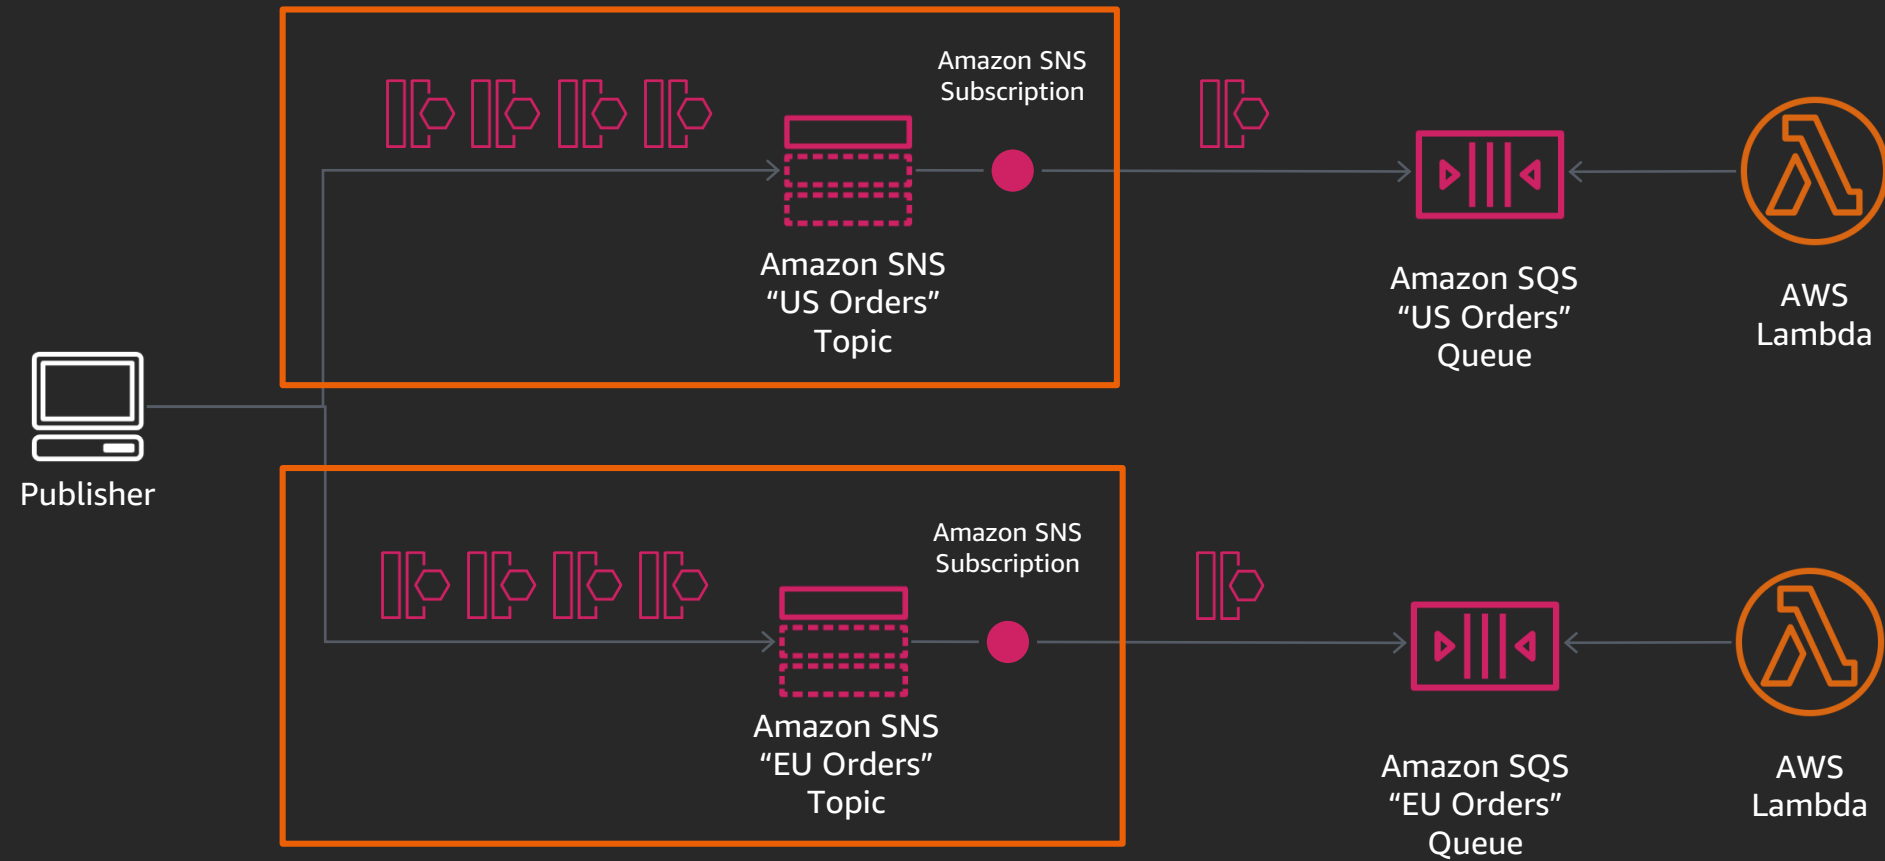 Amazon SNS
Subscription
Amazon SNS
“US Orders”
Topic
Amazon SQS
“US Orders”
Queue
AWS
Lambda
Publisher
Amazon SNS
Subscription
Amazon SNS
“EU Orders”
Topic
Amazon SQS
“EU Orders”
Queue
AWS
Lambda